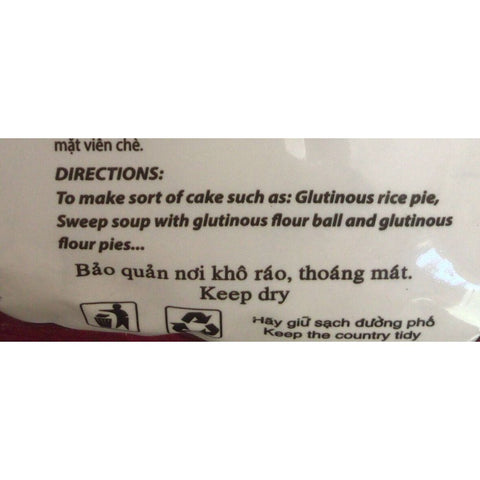 mặt viên chè.
DIRECTIONS:
To make sort of cake such as: Glutinous rice pie,
Sweep soup with glutinous flour ball and glutinous
flour pies...
Bảo quản nơi khô ráo, thoáng mát.
Keep dry
Hãy giữ sạch đường phố
Keep the country tidy